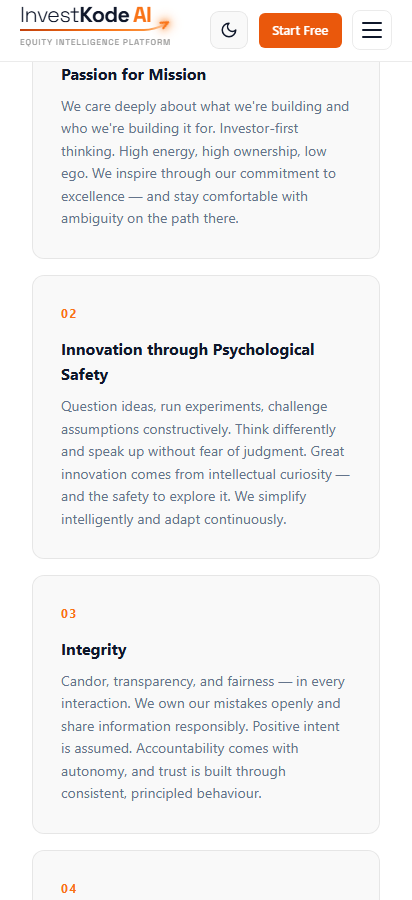 InvestKode AI
EQUITY INTELLIGENCE PLATFORM
Start Free
Passion for Mission
We care deeply about what we're building and
who we're building it for. Investor-first
thinking. High energy, high ownership, low
ego. We inspire through our commitment to
excellence — and stay comfortable with
ambiguity on the path there.
02
Innovation through Psychological
Safety
Question ideas, run experiments, challenge
assumptions constructively. Think differently
and speak up without fear of judgment. Great
innovation comes from intellectual curiosity —
and the safety to explore it. We simplify
intelligently and adapt continuously.
03
Integrity
Candor, transparency, and fairness — in every
interaction. We own our mistakes openly and
share information responsibly. Positive intent
is assumed. Accountability comes with
autonomy, and trust is built through
consistent, principled behaviour.
04